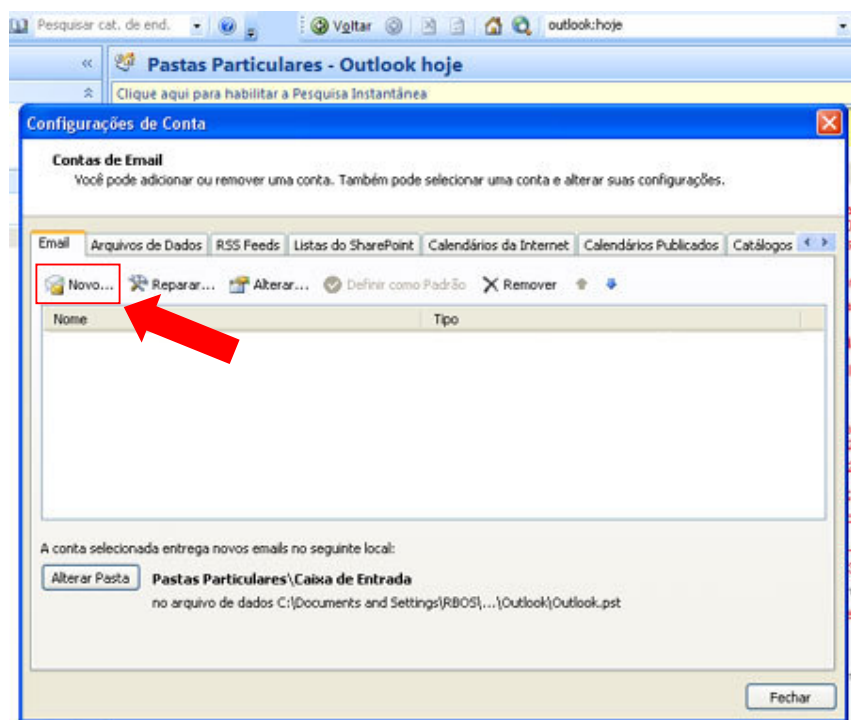 Pesquisar cat. de end. Voltar outlook:hoje
« Pastas Particulares - Outlook hoje
Clique aqui para habilitar a Pesquisa Instantânea
Configurações de Conta
Contas de Email
Você pode adicionar ou remover uma conta. Também pode selecionar uma conta e alterar suas configurações.
Email Arquivos de Dados RSS Feeds Listas do SharePoint Calendários da Internet Calendários Publicados Catálogos
Novo... Reparar... Alterar... Definir como Padrão Remover
Nome Tipo
A conta selecionada entrega novos emails no seguinte local:
Alterar Pasta Pastas Particulares\Caixa de Entrada
no arquivo de dados C:\Documents and Settings\RBOS\...\Outlook\Outlook.pst
Fechar